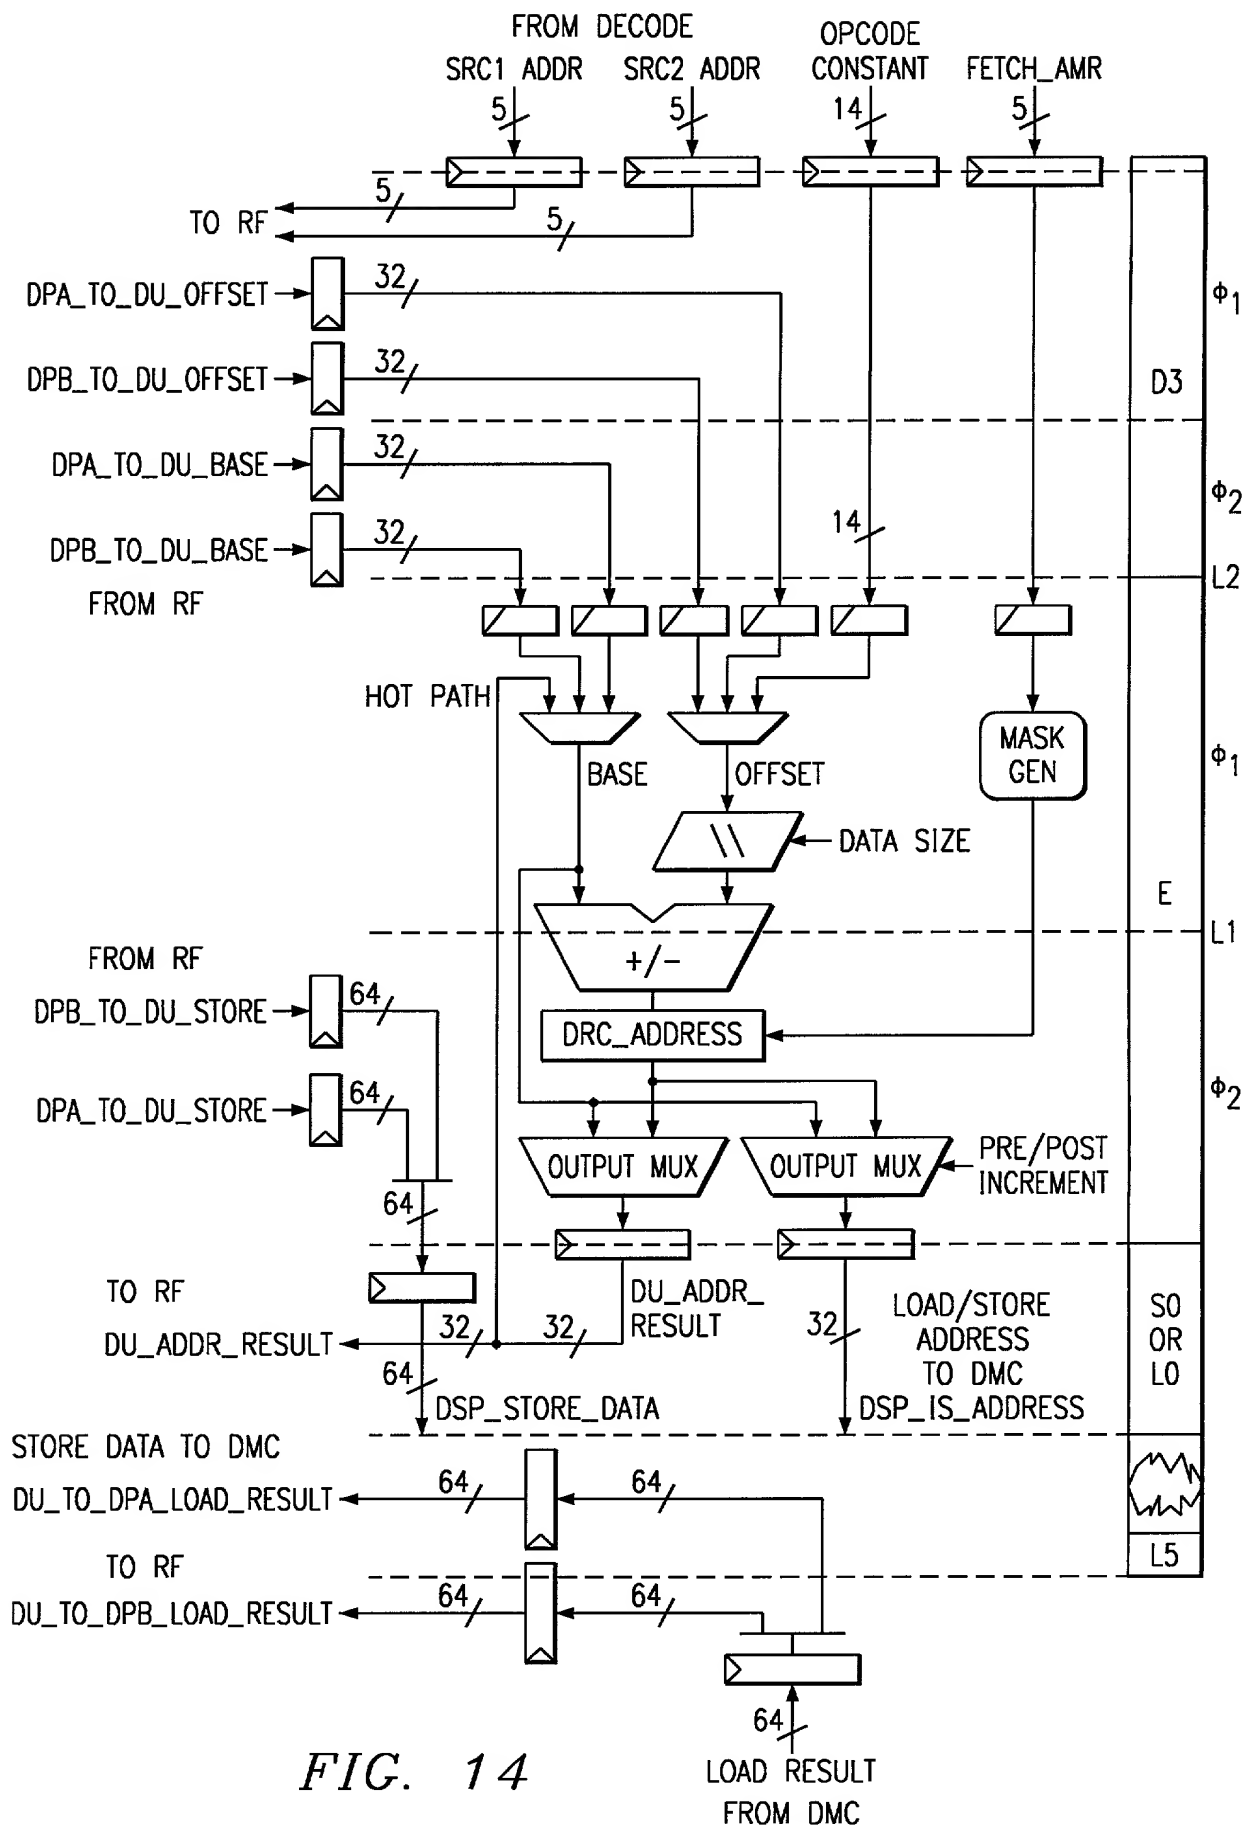 FROM DECODE
OPCODE
SRC1 ADDR
SRC2 ADDR
CONSTANT
FETCH_AMR
5
5
14
5
5
TO RF
5
DPA_TO_DU_OFFSET
32
Φ1
DPB_TO_DU_OFFSET
32
D3
DPA_TO_DU_BASE
32
Φ2
14
DPB_TO_DU_BASE
32
L2
FROM RF
HOT PATH
MASK
GEN
Φ1
BASE
OFFSET
\\
DATA SIZE
E
L1
FROM RF
+/-
DPB_TO_DU_STORE
64
DRC_ADDRESS
DPA_TO_DU_STORE
64
Φ2
OUTPUT MUX
OUTPUT MUX
PRE/POST
INCREMENT
64
TO RF
DU_ADDR_
RESULT
LOAD/STORE
ADDRESS
TO DMC
DSP_IS_ADDRESS
S0
OR
L0
DU_ADDR_RESULT
32
32
32
64
DSP_STORE_DATA
STORE DATA TO DMC
DU_TO_DPA_LOAD_RESULT
64
64
TO RF
L5
DU_TO_DPB_LOAD_RESULT
64
64
64
LOAD RESULT
FROM DMC
FIG. 14